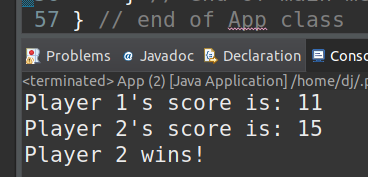 57 } // end of App class
Problems @ Javadoc Declaration
<terminated> App (2) [Java Application] /home/dj/.p
Player 1's score is: 11
Player 2's score is: 15
Player 2 wins!